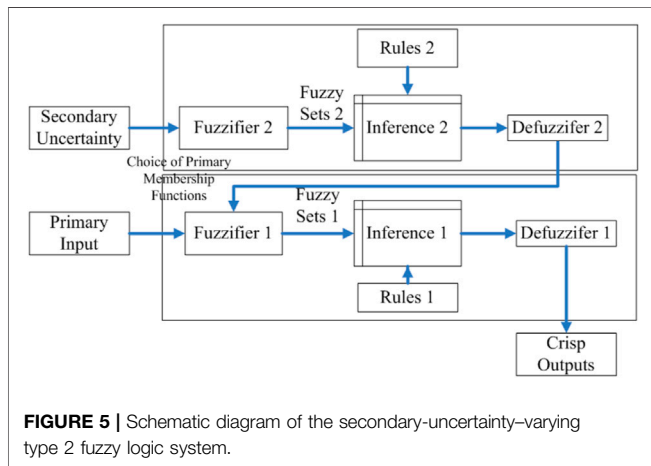 Rules 2
Fuzzy
Sets 2
Secondary
Uncertainty
Fuzzifier 2
Inference 2
Defuzzifer 2
Choice of Primary
Membership
Functions
Fuzzy
Sets 1
Primary
Input
Fuzzifier 1
Inference 1
Defuzzifer 1
Rules 1
Crisp
Outputs
FIGURE 5 | Schematic diagram of the secondary-uncertainty–varying
type 2 fuzzy logic system.